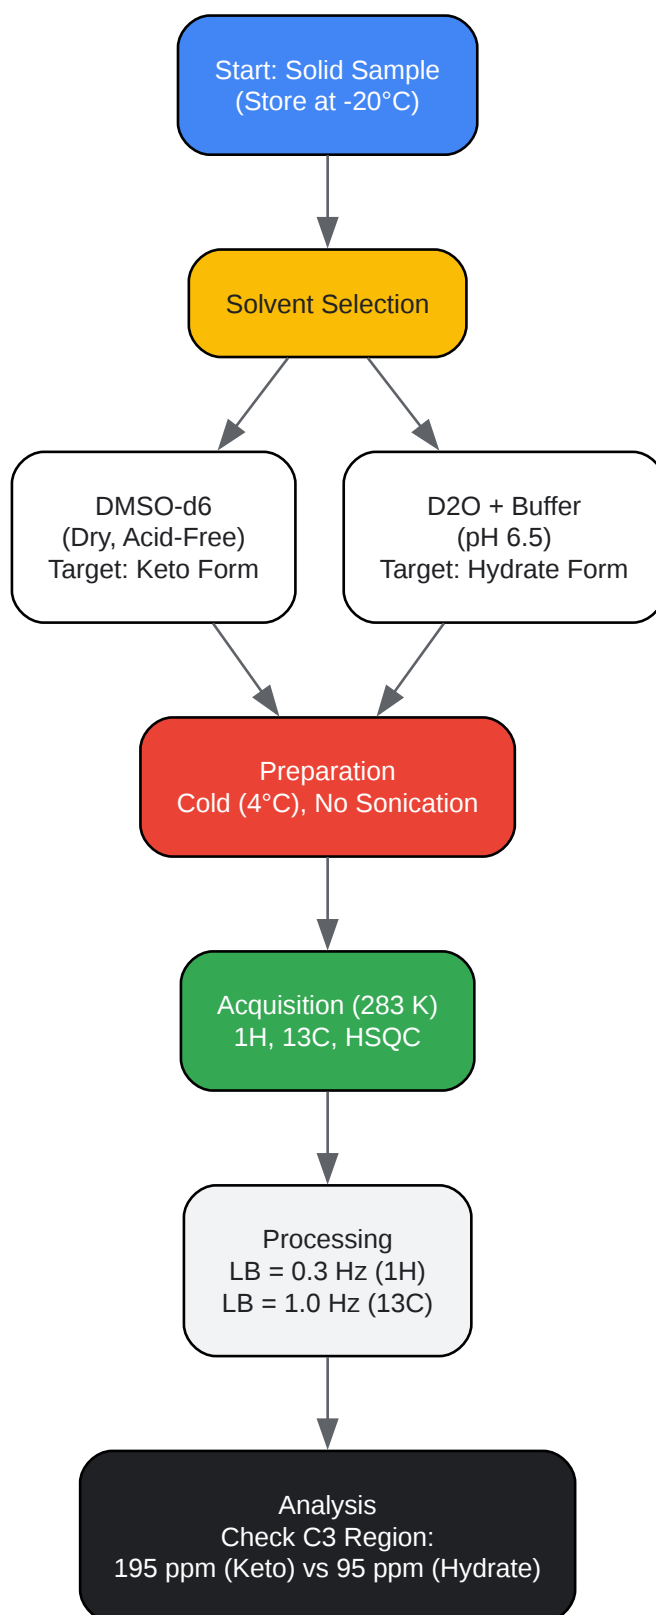 Start: Solid Sample
(Store at -20°C)
Solvent Selection
DMSO-d6
(Dry, Acid-Free)
Target: Keto Form
D2O + Buffer
(pH 6.5)
Target: Hydrate Form
Preparation
Cold (4°C), No Sonication
Acquisition (283 K)
1H, 13C, HSQC
Processing
LB = 0.3 Hz (1H)
LB = 1.0 Hz (13C)
Analysis
Check C3 Region:
195 ppm (Keto) vs 95 ppm (Hydrate)